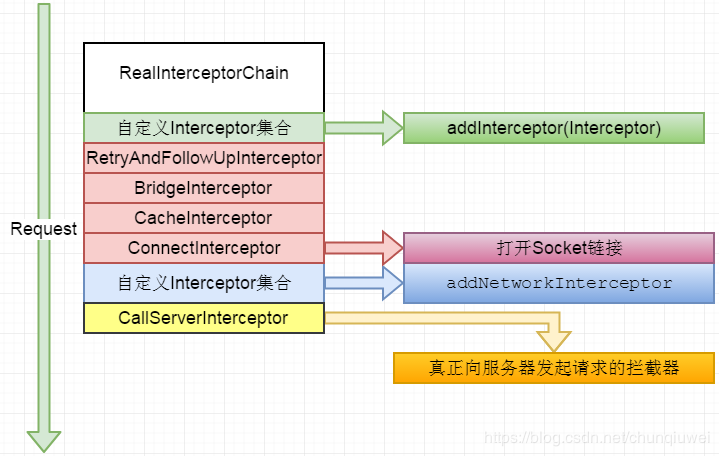 RealInterceptorChain
自定义Interceptor集合
addInterceptor(Interceptor)
RetryAndFollowUpInterceptor
BridgeInterceptor
Request
CacheInterceptor
ConnectInterceptor
打开Socket链接
自定义Interceptor集合
addNetworkInterceptor
CallServerInterceptor
真正向服务器发起请求的拦截器
https://blog.csdn.net/chunqiuwei